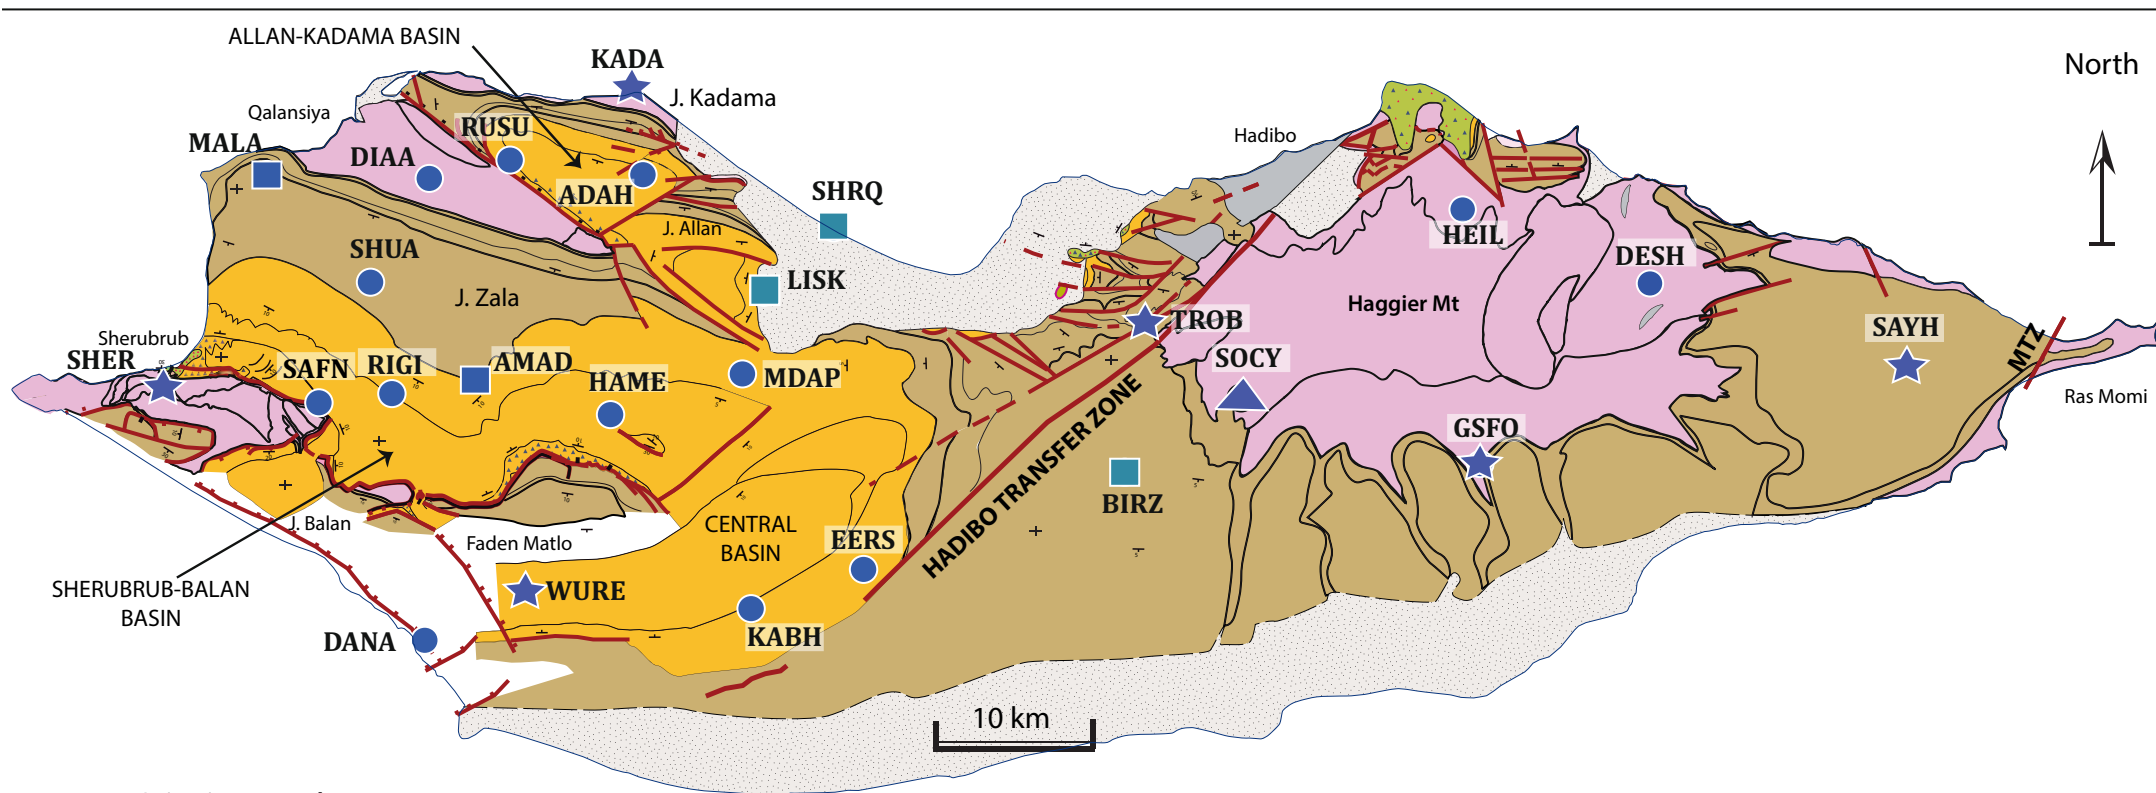 ALLAN-KADAMA BASIN
KADA
North
J. Kadama
Qalansiya
RUSU
Hadibo
MALA
DIAA
ADAH
SHRQ
J. Allan
HEIL
SHUA
DESH
LISK
J. Zala
Haggier Mt
TROB
SAYH
MTZ
Sherubrub
SHER
SAFN
RIGI
AMAD
HAME
MDAP
SOCY
Ras Momi
GSFO
HADIBO TRANSFER ZONE
BIRZ
J. Balan
Faden Matlo
CENTRAL
BASIN
EERS
SHERUBRUB-BALAN
BASIN
WURE
KABH
DANA
10 km